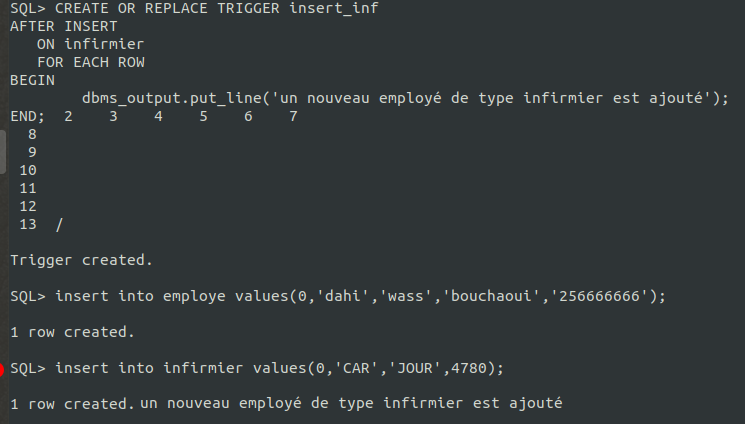 SQL> CREATE OR REPLACE TRIGGER insert_inf
AFTER INSERT
   ON infirmier
   FOR EACH ROW
BEGIN
        dbms_output.put_line('un nouveau employé de type infirmier est ajouté');
END;  2    3    4    5    6    7
  8
  9
 10
 11
 12
 13  /
Trigger created.
SQL> insert into employe values(0,'dahi','wass','bouchaoui','256666666');
1 row created.
SQL> insert into infirmier values(0,'CAR','JOUR',4780);
1 row created. un nouveau employé de type infirmier est ajouté